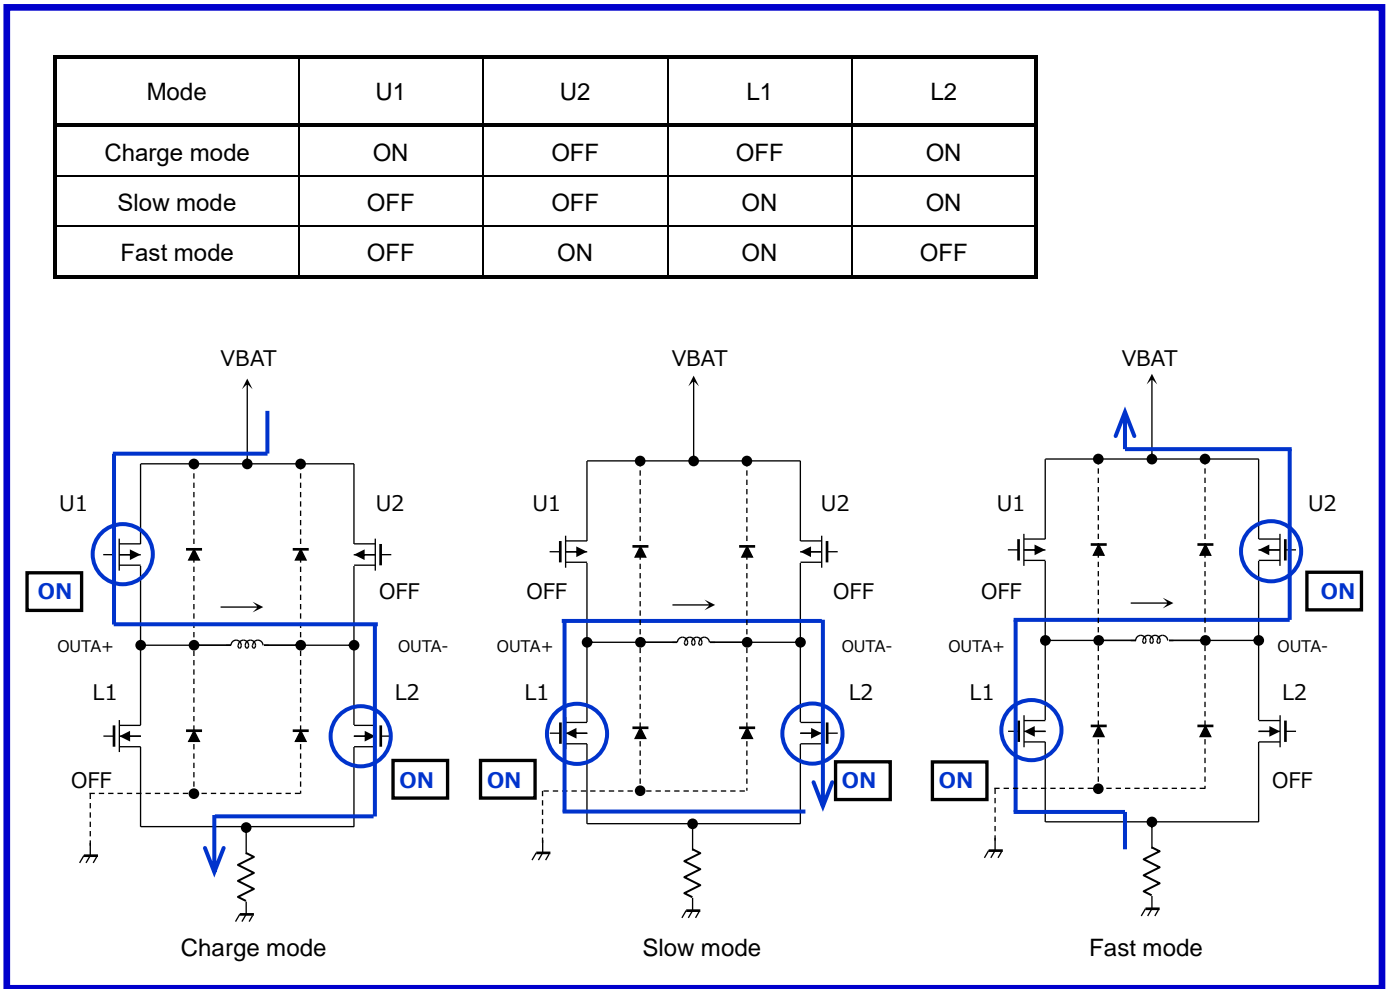 Mode U1 U2 L1 L2
Charge mode ON OFF OFF ON
Slow mode OFF OFF ON ON
Fast mode OFF ON ON OFF
VBAT VBAT VBAT
U1 U2 U1 U2 U1 U2
ON OFF OFF OFF OFF ON
OUTA+ OUTA- OUTA+ OUTA- OUTA+ OUTA-
L1 L2 L1 L2 L1 L2
OFF ON ON ON ON OFF
Charge mode Slow mode Fast mode